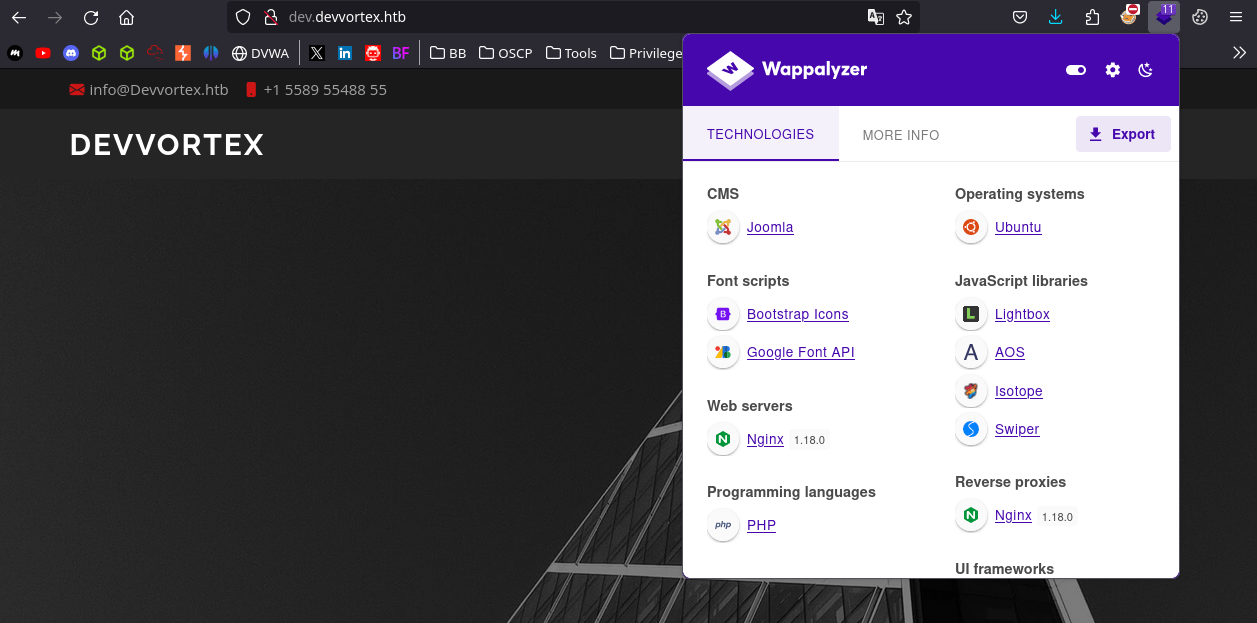 dev.devvortex.htb
11
DVWA
BF
BB
OSCP
Tools
Privilege
info@Devvortex.htb
+1 5589 55488 55
DEVVORTEX
Wappalyzer
TECHNOLOGIES
MORE INFO
Export
CMS
Joomla
Font scripts
Bootstrap Icons
Google Font API
Web servers
Nginx 1.18.0
Programming languages
php PHP
Operating systems
Ubuntu
JavaScript libraries
Lightbox
AOS
Isotope
Swiper
Reverse proxies
Nginx 1.18.0
UI frameworks